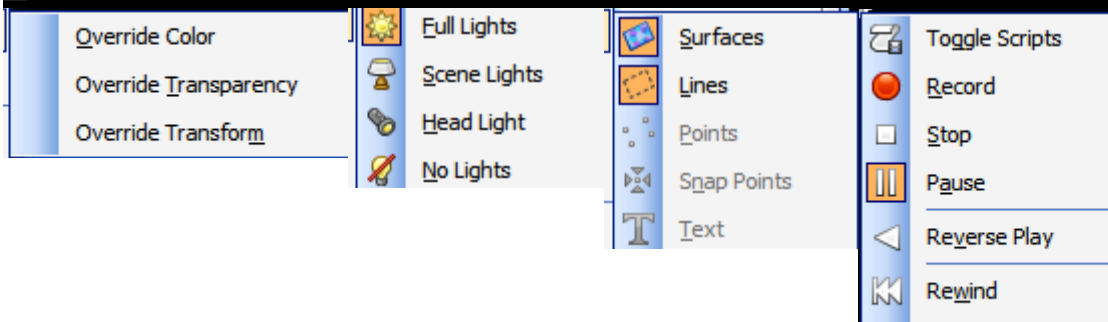 Override Color
Override Transparency
Override Transform
Full Lights
Scene Lights
Head Light
No Lights
Surfaces
Lines
Points
Snap Points
Text
Toggle Scripts
Record
Stop
Pause
Reverse Play
Rewind